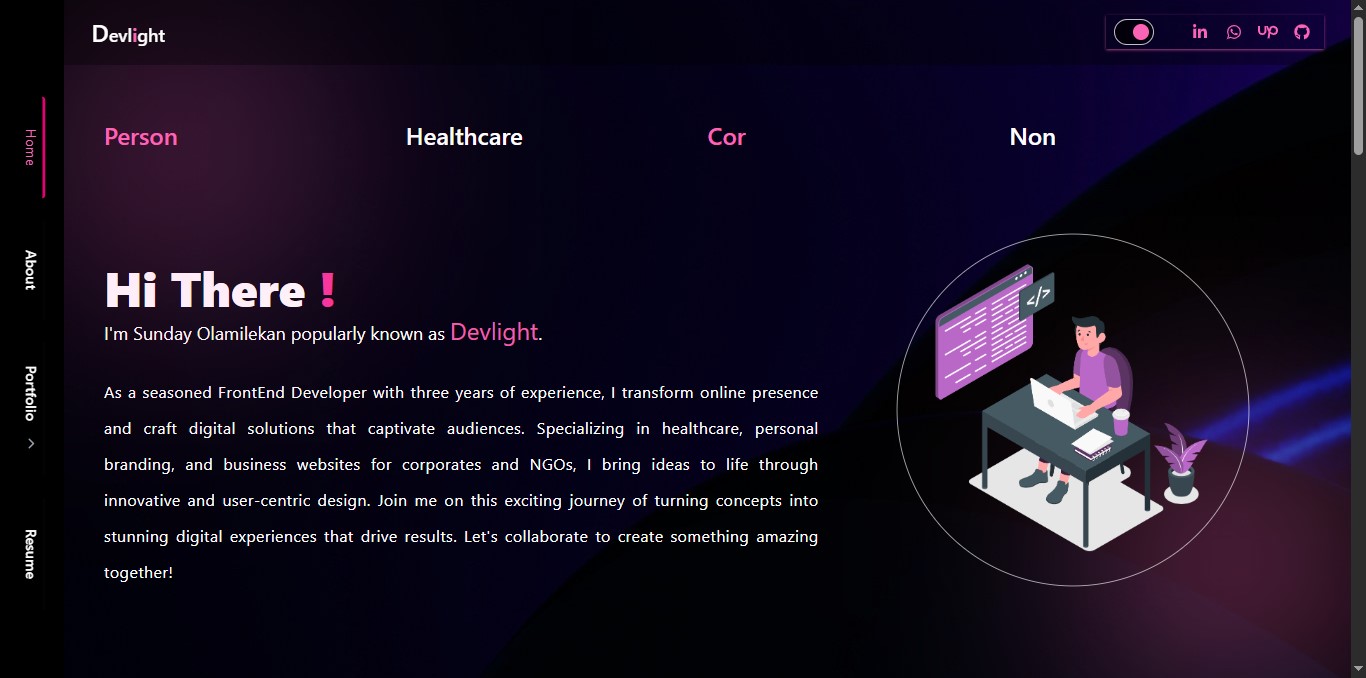 Devlight
in
up
Person Healthcare Cor Non
Home
About
Portfolio
Resume
Hi There !
I'm Sunday Olamilekan popularly known as Devlight.
As a seasoned FrontEnd Developer with three years of experience, I transform online presence
and craft digital solutions that captivate audiences. Specializing in healthcare, personal
branding, and business websites for corporates and NGOs, I bring ideas to life through
innovative and user-centric design. Join me on this exciting journey of turning concepts into
stunning digital experiences that drive results. Let's collaborate to create something amazing
together!
</>